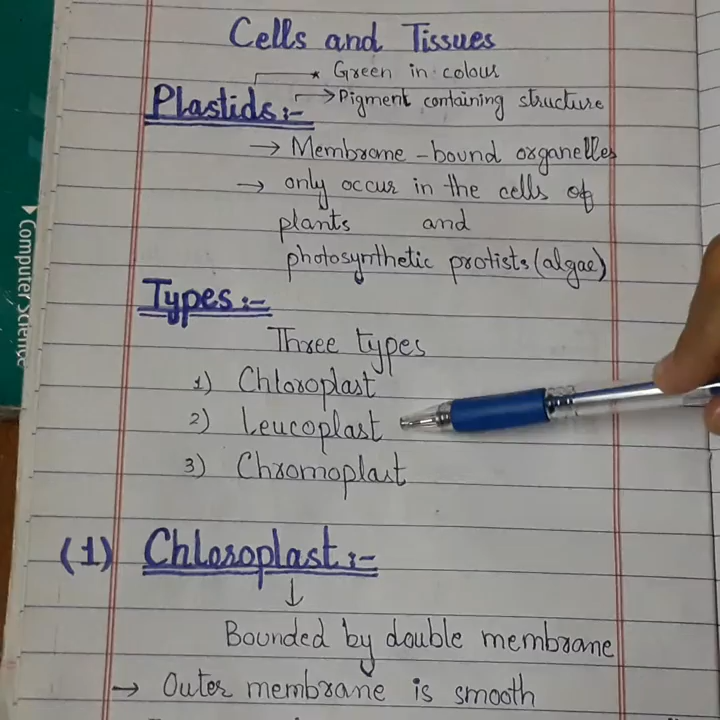 Cells and Tissues
* Green in colour
Plastids:- → Pigment containing structure
→ Membrane-bound organelles
→ only occur in the cells of
plants and
photosynthetic protists (algae)
Types:-
Three types
1) Chloroplast
2) Leucoplast
3) Chromoplast
(1) Chloroplast:-
↓
Bounded by double membrane
→ Outer membrane is smooth
Computer Science